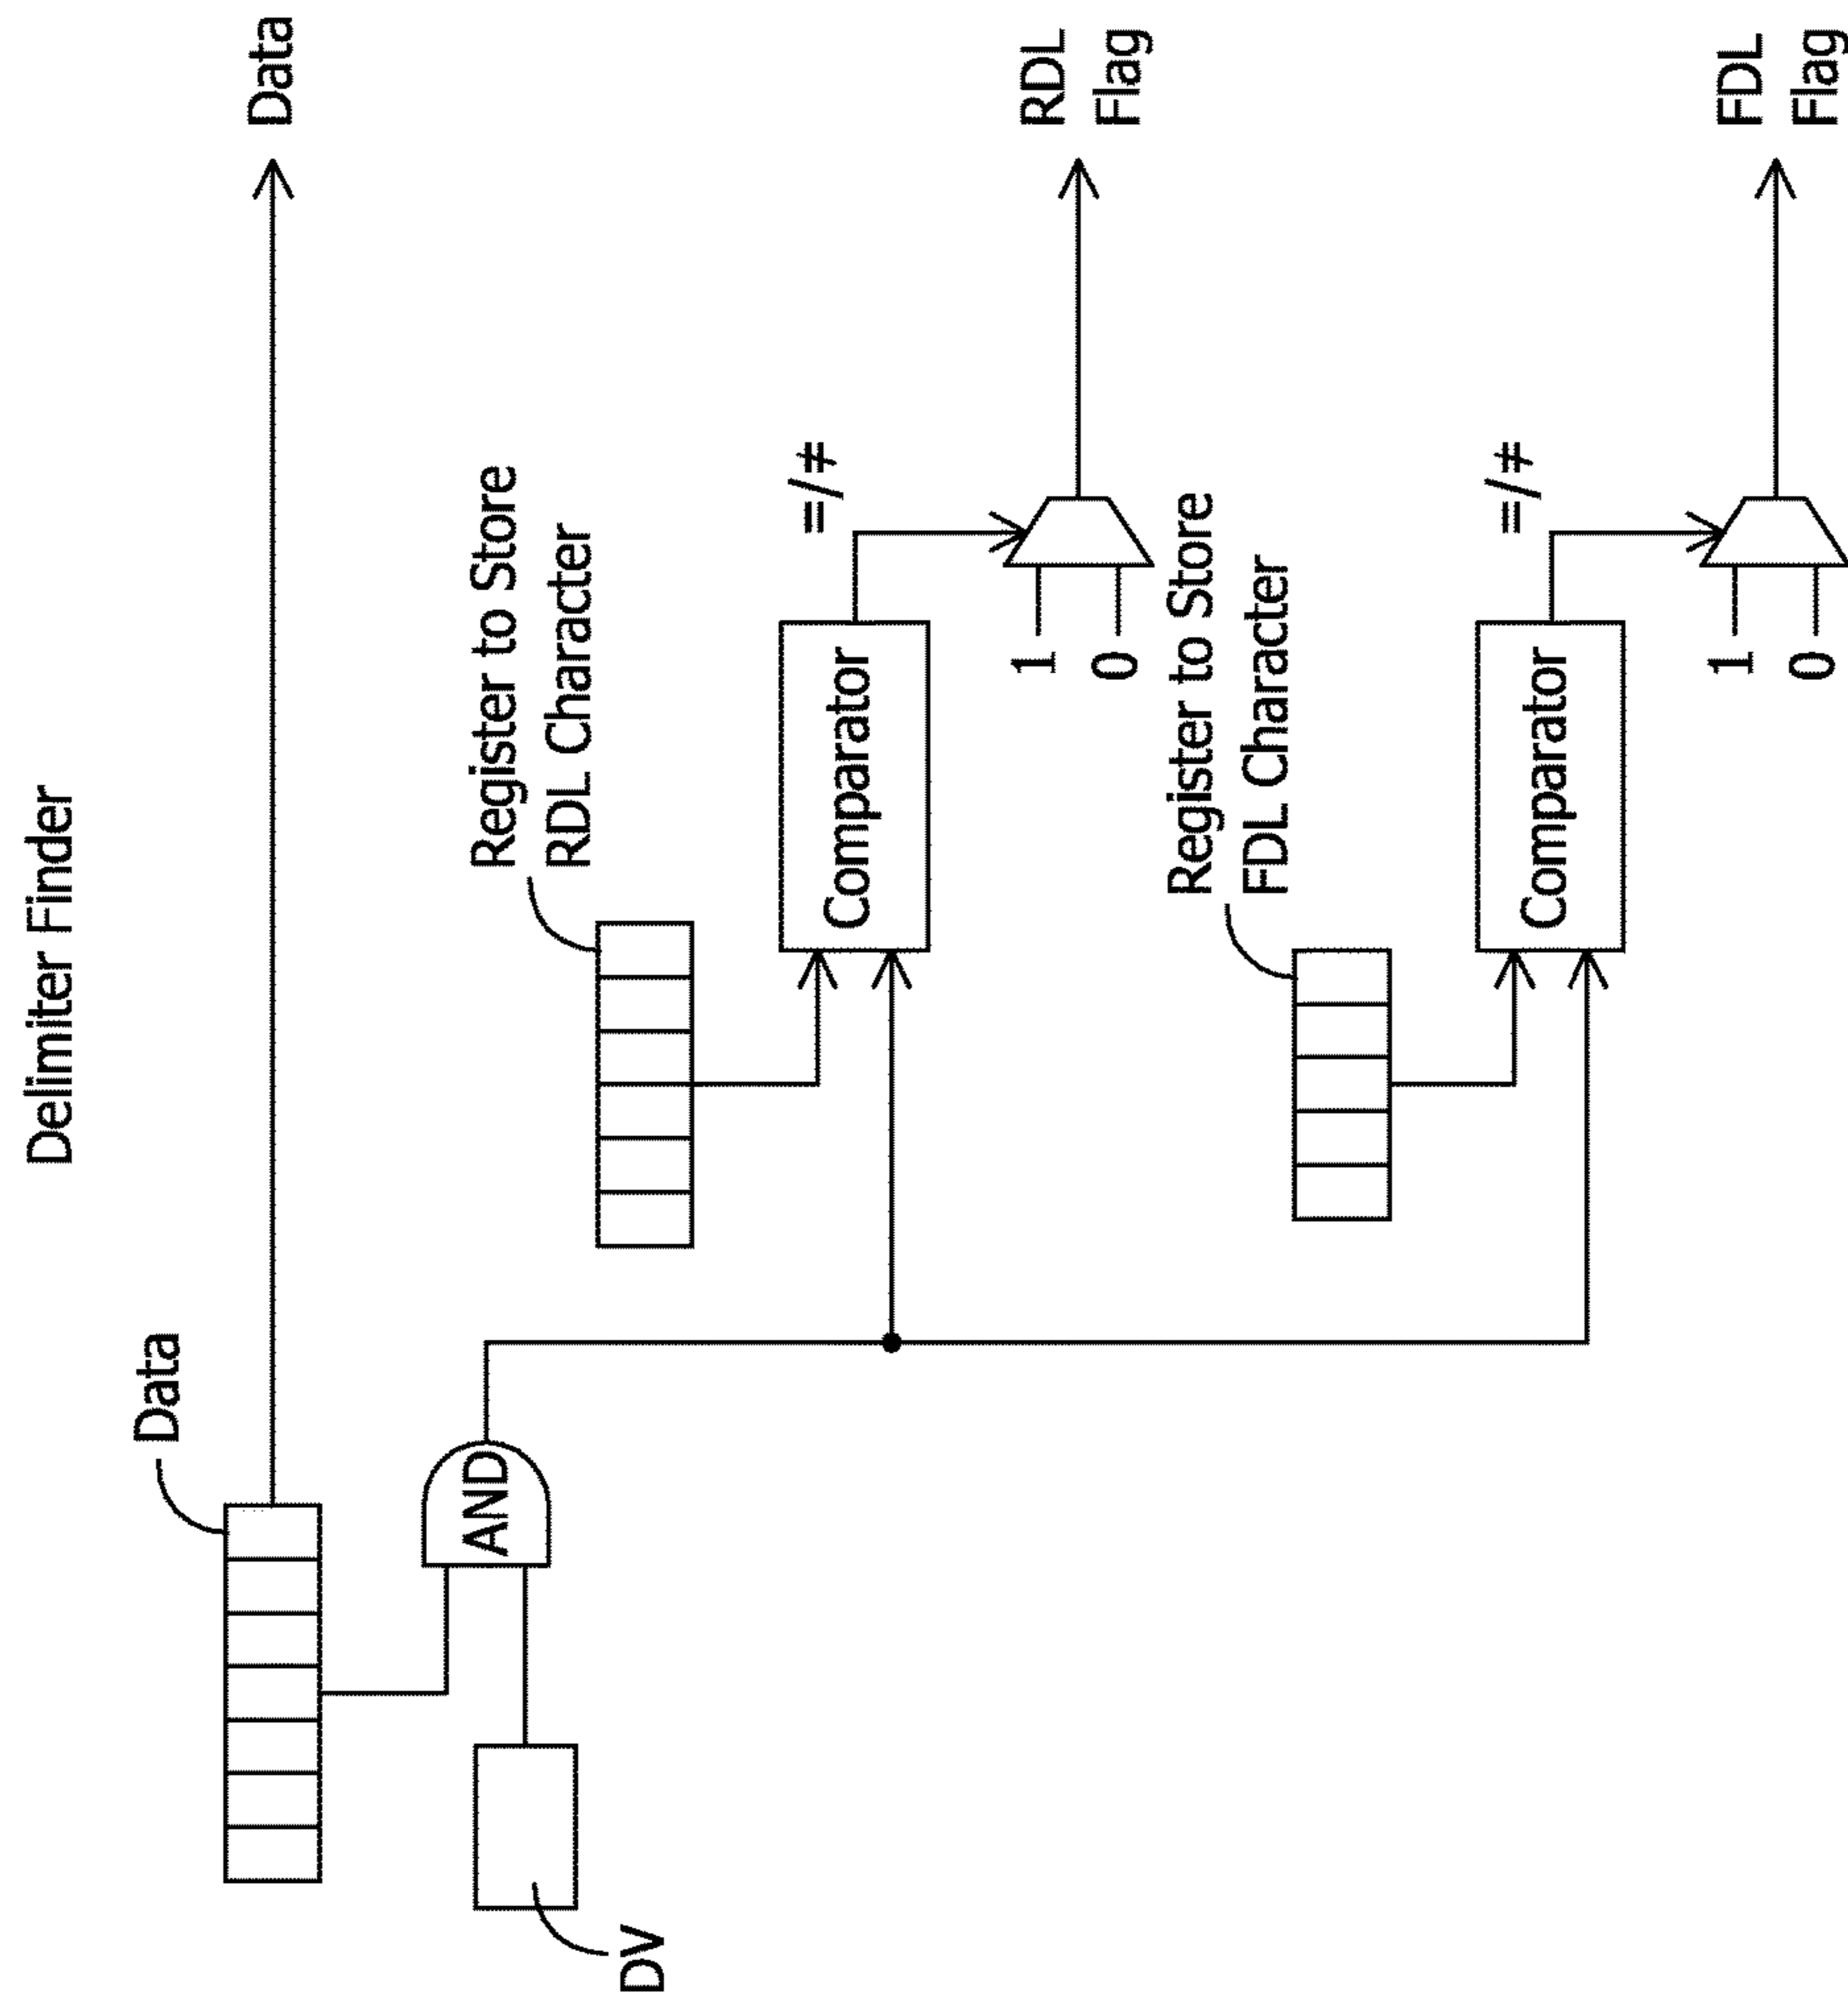 Delimiter Finder
Data
Data
AND
DV
Register to Store
RDL Character
Comparator
=/≠
1
0
RDL
Flag
Register to Store
FDL Character
Comparator
=/≠
1
0
FDL
Flag